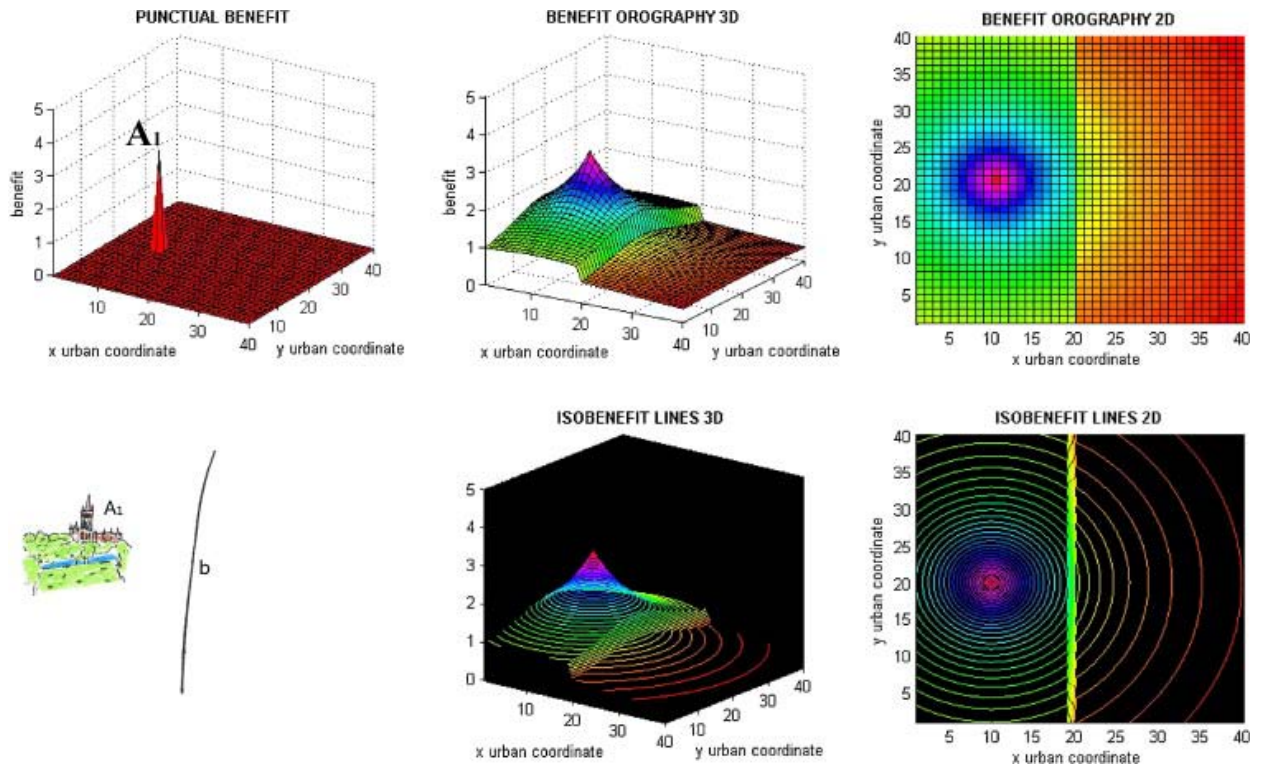 PUNCTUAL BENEFIT
5
4
3
2
1
0
benefit
A1
10
20
30
40
x urban coordinate
10
20
30
40
y urban coordinate
BENEFIT OROGRAPHY 3D
5
4
3
2
1
0
benefit
10
20
30
40
x urban coordinate
10
20
30
40
y urban coordinate
BENEFIT OROGRAPHY 2D
40
35
30
25
20
15
10
5
y urban coordinate
5 10 15 20 25 30 35 40
x urban coordinate
A1
b
ISOBENEFIT LINES 3D
5
4
3
2
1
0
10
20
30
40
x urban coordinate
10
20
30
40
y urban coordinate
ISOBENEFIT LINES 2D
40
35
30
25
20
15
10
5
y urban coordinate
5 10 15 20 25 30 35 40
x urban coordinate